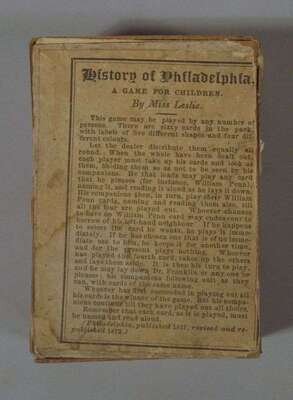 History of Philadelphia,
A GAME FOR CHILDREN.
By Miss Leslie.
This game may be played by any number of
persons. There are sixty cards in the pack,
with labels of five different shapes and four dif-
ferent colours.
Let the dealer distribute them equally all
round. When the whole have been dealt out,
each player must take up his cards and look at
them, holding them so as not to be seen by his
companions. He that leads may play any card
that he pleases (for instance, William Penn),
naming it, and reading it aloud as he lays it down.
His companions then, in turn, play their William
Penn cards, naming and reading them also, till
all the four are played out. Whoever chances
to have no William Penn card may endeavour to
borrow of his left-hand neighbour. If he happens
to select the card he wants, he plays it imme-
diately. If he has chosen one that is of no imme-
diate use to him, he keeps it for another time,
and for the present plays nothing. Whoever
has played the fourth card, takes up the others
and lays them aside. It is then his turn to play,
and he may lay down Dr. Franklin or any one he
pleases: his companions following suit as they
can, with cards of the same name.
Whoever has first succeeded in playing out all
his cards is the winner of the game. But his compa-
nions continue till they have played out all theirs.
Remember that each card, as it is played, must
be named and read aloud.
(Philadelphia, published 1837, revised and re-
published 1872.)